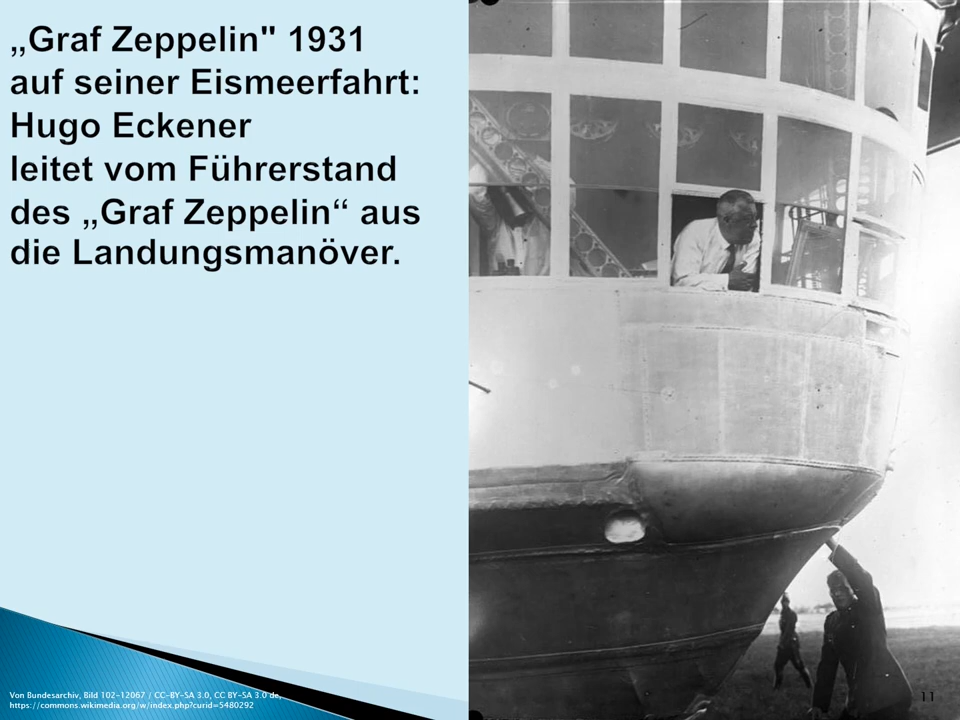 „Graf Zeppelin" 1931
auf seiner Eismeerfahrt:
Hugo Eckener
leitet vom Führerstand
des „Graf Zeppelin“ aus
die Landungsmanöver.
Von Bundesarchiv, Bild 102-12067 / CC-BY-SA 3.0, CC BY-SA 3.0 de,
https://commons.wikimedia.org/w/index.php?curid=5480292
11